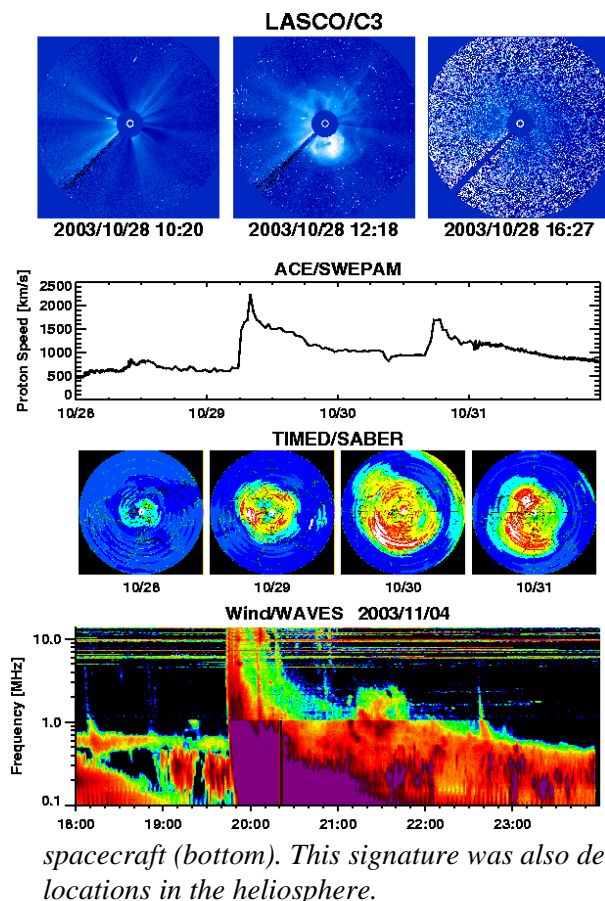 LASCO/C3
2003/10/28 10:20 2003/10/28 12:18 2003/10/28 16:27
ACE/SWEPAM
Proton Speed [km/s]
2500
2000
1500
1000
500
0
10/28 10/29 10/30 10/31
TIMED/SABER
10/28 10/29 10/30 10/31
Wind/WAVES 2003/11/04
Frequency [MHz]
10.0
1.0
0.1
18:00 19:00 20:00 21:00 22:00 23:00
spacecraft (bottom). This signature was also de
locations in the heliosphere.